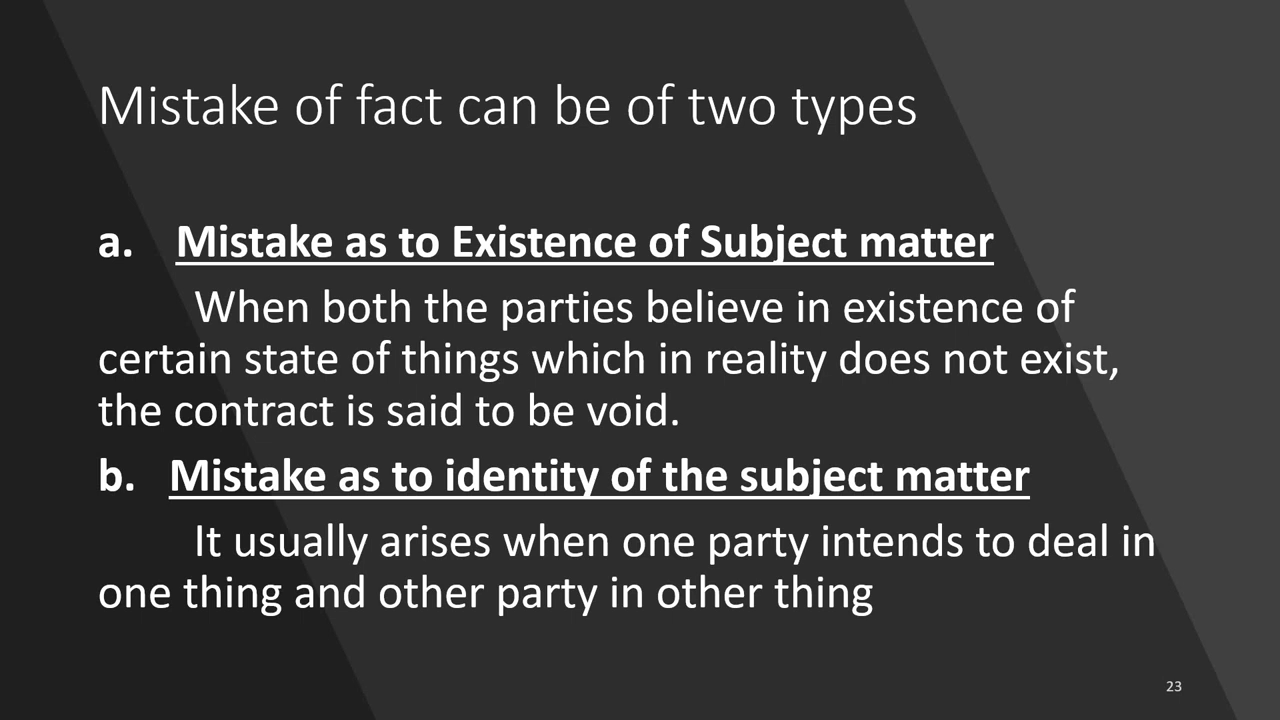 Mistake of fact can be of two types
a. Mistake as to Existence of Subject matter
When both the parties believe in existence of
certain state of things which in reality does not exist,
the contract is said to be void.
b. Mistake as to identity of the subject matter
It usually arises when one party intends to deal in
one thing and other party in other thing
23